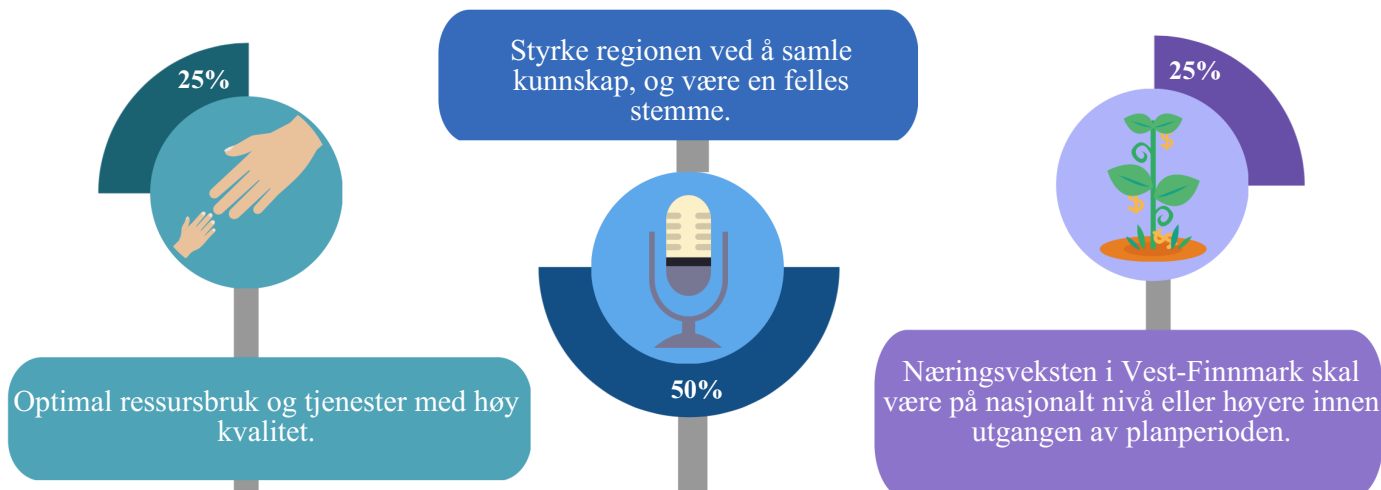 25%
Optimal ressursbruk og tjenester med høy
kvalitet.
Styrke regionen ved å samle
kunnskap, og være en felles
stemme.
50%
25%
Næringsveksten i Vest-Finnmark skal
være på nasjonalt nivå eller høyere innen
utgangen av planperioden.